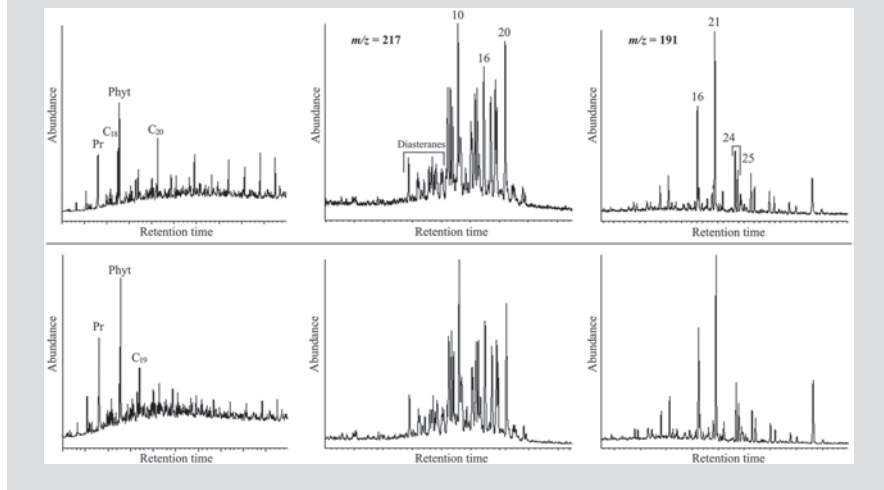 Abundance
Phyt
C₁₈
Pr
C₂₀
Retention time
Abundance
m/z = 217
10
16
20
Diasteranes
Retention time
Abundance
m/z = 191
21
16
24
25
Retention time
Abundance
Phyt
Pr
C₁₉
Retention time
Abundance
Retention time
Abundance
Retention time